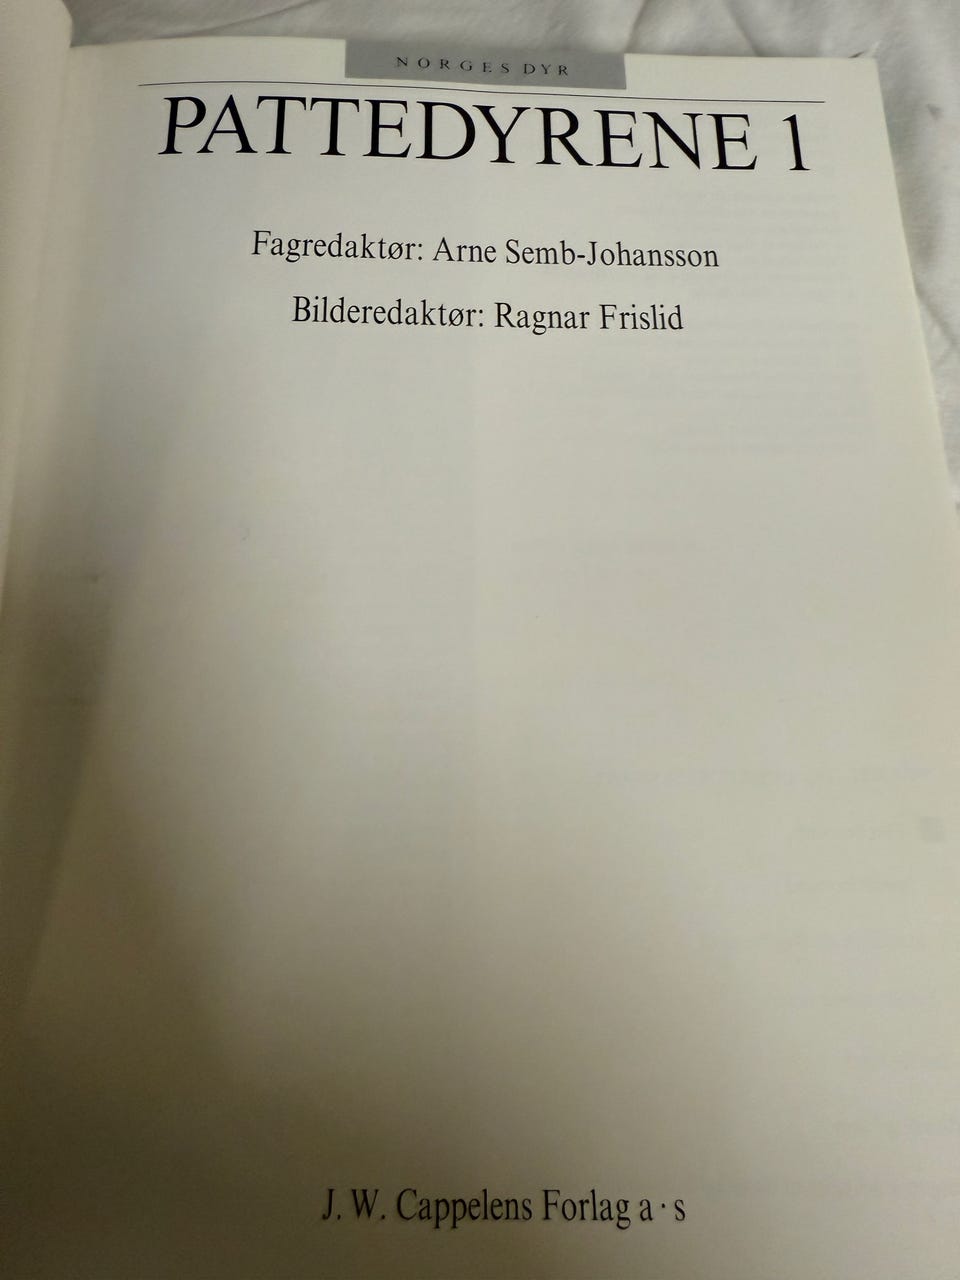 NORGES DYR
PATTEDYRENE 1
Fagredaktør: Arne Semb-Johansson
Bilderedaktør: Ragnar Frislid
J. W. Cappelens Forlag a·s